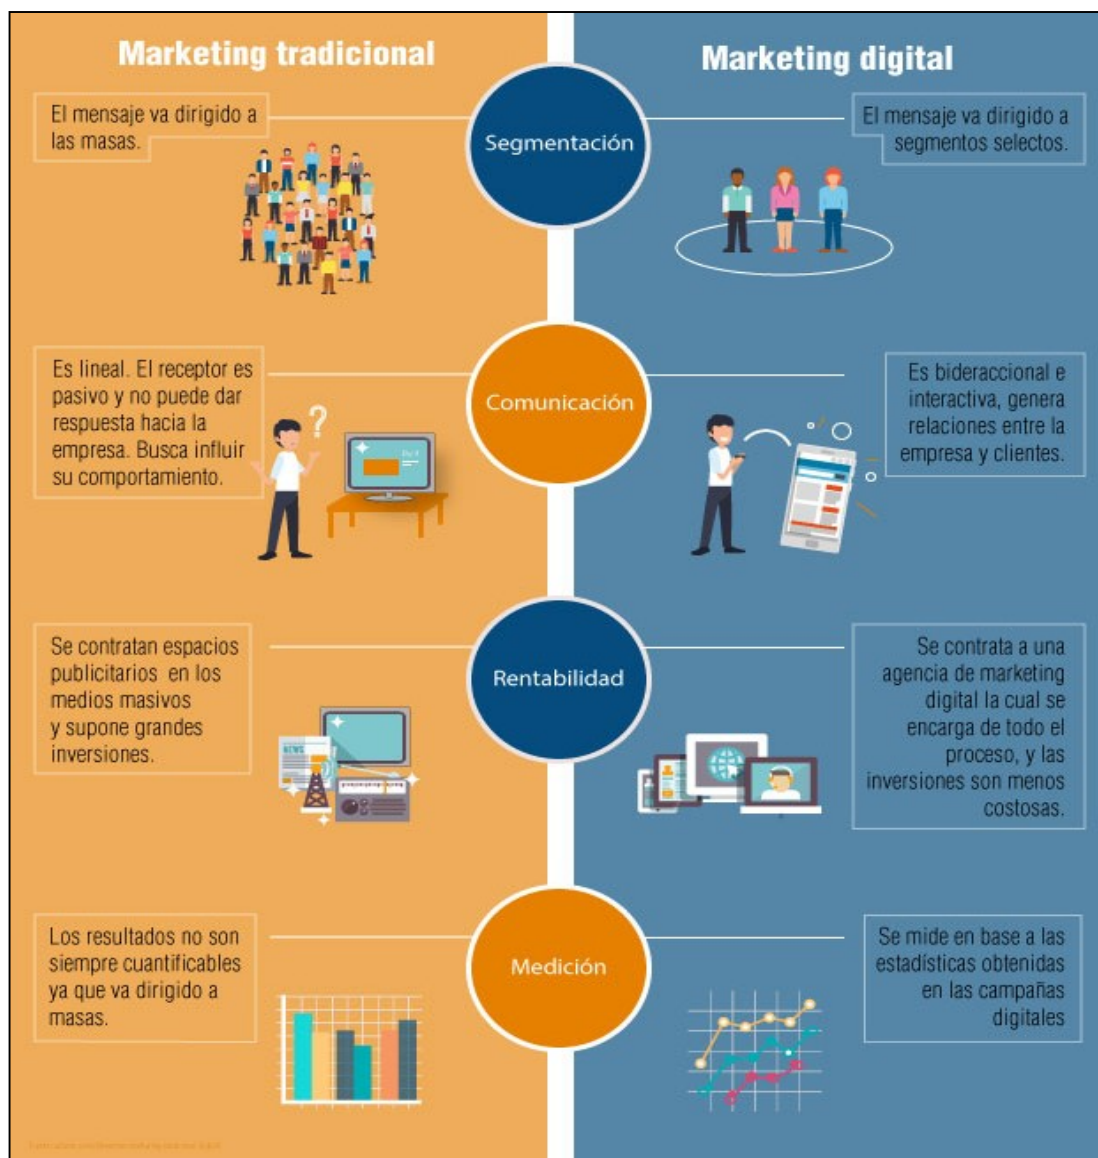 Marketing tradicional
Marketing digital
Segmentación
El mensaje va dirigido a
las masas.
El mensaje va dirigido a
segmentos selectos.
Comunicación
Es lineal. El receptor es
pasivo y no puede dar
respuesta hacia la
empresa. Busca influir
su comportamiento.
Es bideraccional e
interactiva, genera
relaciones entre la
empresa y clientes.
Rentabilidad
Se contratan espacios
publicitarios en los
medios masivos
y supone grandes
inversiones.
NEWS
Se contrata a una
agencia de marketing
digital la cual se
encarga de todo el
proceso, y las
inversiones son menos
costosas.
Medición
Los resultados no son
siempre cuantificables
ya que va dirigido a
masas.
Se mide en base a las
estadísticas obtenidas
en las campañas
digitales